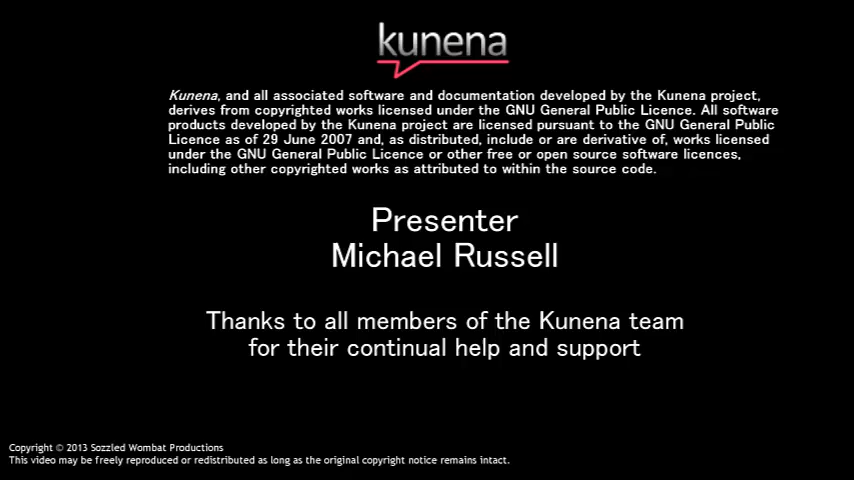 kunena
Kunena, and all associated software and documentation developed by the Kunena project,
derives from copyrighted works licensed under the GNU General Public Licence. All software
products developed by the Kunena project are licensed pursuant to the GNU General Public
Licence as of 29 June 2007 and, as distributed, include or are derivative of, works licensed
under the GNU General Public Licence or other free or open source software licences,
including other copyrighted works as attributed to within the source code.
Presenter
Michael Russell
Thanks to all members of the Kunena team
for their continual help and support
Copyright © 2013 Sozzled Wombat Productions
This video may be freely reproduced or redistributed as long as the original copyright notice remains intact.